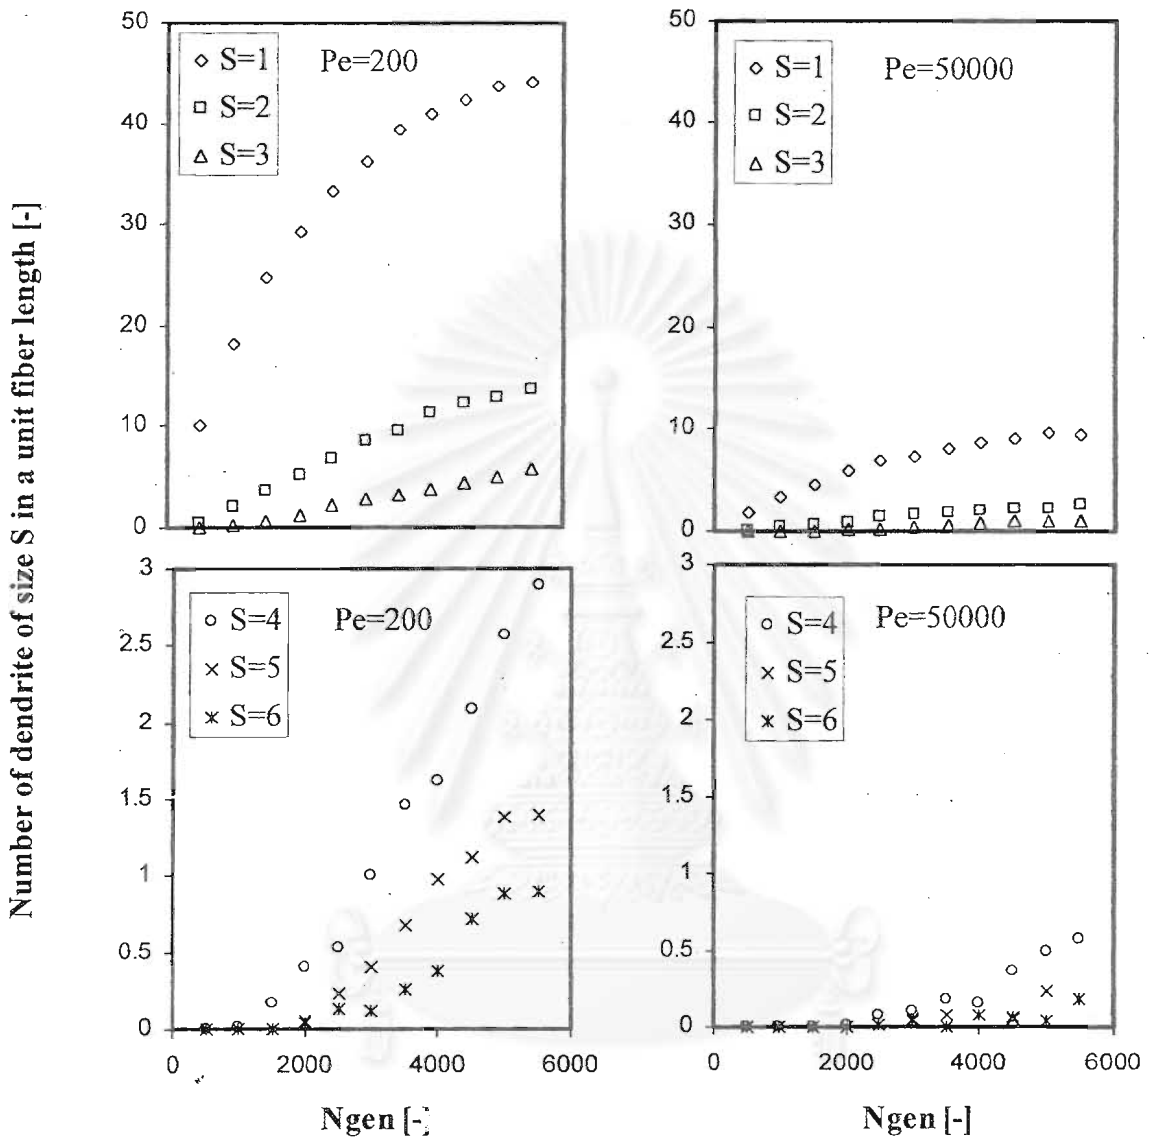 Number of dendrite of size S in a unit fiber length [-]
50
40
30
20
10
0
S=1
S=2
S=3
Pe=200
50
40
30
20
10
0
S=1
S=2
S=3
Pe=50000
3
2.5
2
1.5
1
0.5
0
S=4
S=5
S=6
Pe=200
0 2000 4000 6000
Ngen [-]
3
2.5
2
1.5
1
0.5
0
S=4
S=5
S=6
Pe=50000
0 2000 4000 6000
Ngen [-]